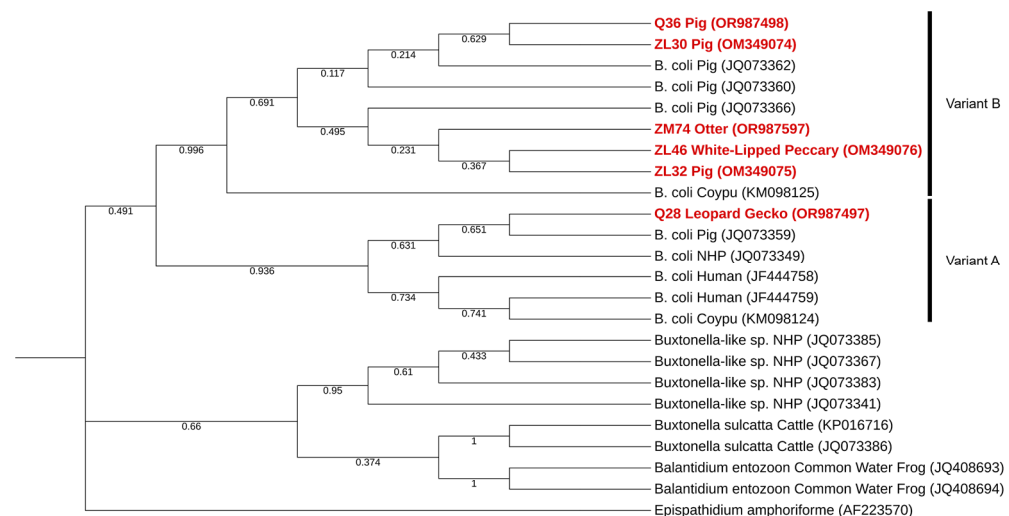 Q36 Pig (OR987498)
0.629
ZL30 Pig (OM349074)
0.214
B. coli Pig (JQ073362)
0.117
B. coli Pig (JQ073360)
0.691
Variant B
B. coli Pig (JQ073366)
0.495
ZM74 Otter (OR987597)
0.996
0.231
ZL46 White-Lipped Peccary (OM349076)
0.367
ZL32 Pig (OM349075)
B. coli Coypu (KM098125)
0.491
Q28 Leopard Gecko (OR987497)
0.651
B. coli Pig (JQ073359)
0.631
B. coli NHP (JQ073349)
Variant A
0.936
B. coli Human (JF444758)
0.734
B. coli Human (JF444759)
0.741
B. coli Coypu (KM098124)
Buxtonella-like sp. NHP (JQ073385)
0.433
Buxtonella-like sp. NHP (JQ073367)
0.61
Buxtonella-like sp. NHP (JQ073383)
0.95
Buxtonella-like sp. NHP (JQ073341)
0.66
Buxtonella sulcatta Cattle (KP016716)
1
Buxtonella sulcatta Cattle (JQ073386)
0.374
Balantidium entozoon Common Water Frog (JQ408693)
1
Balantidium entozoon Common Water Frog (JQ408694)
Epispathidium amphoriforme (AF223570)